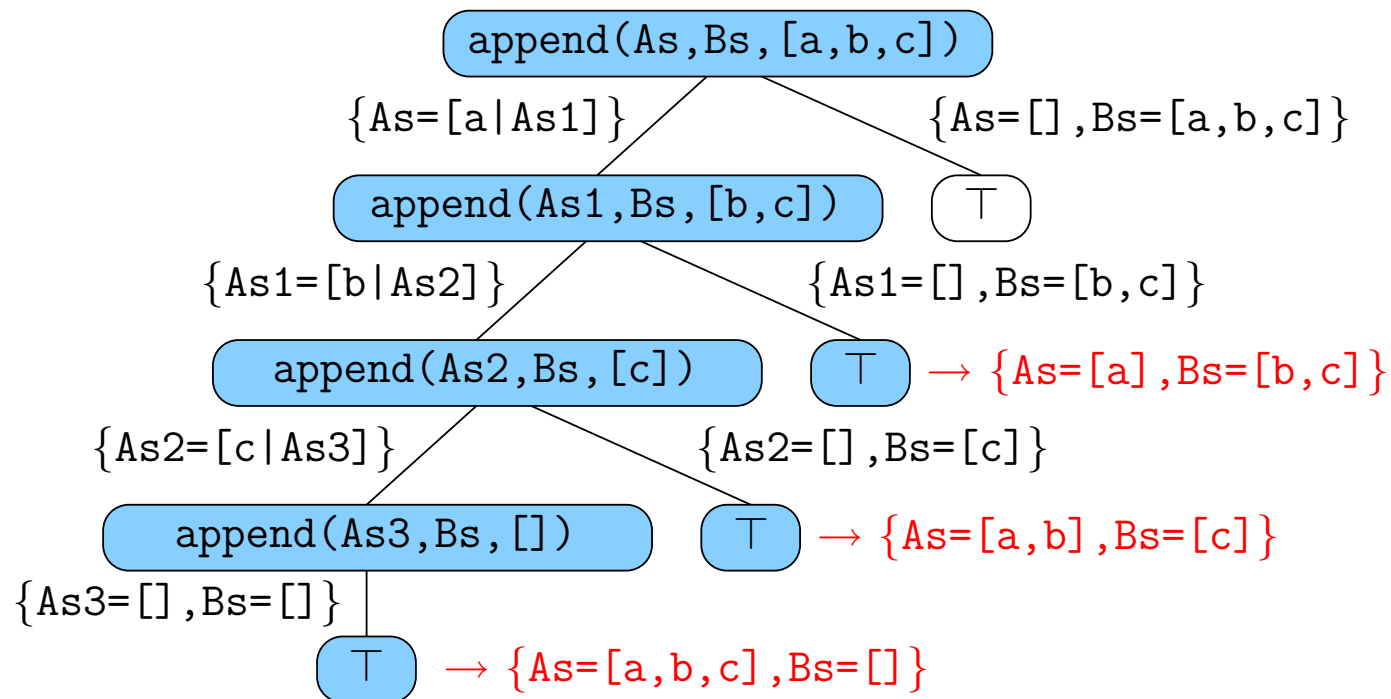 append(As,Bs,[a,b,c])
{As=[a|As1]} {As=[],Bs=[a,b,c]}
append(As1,Bs,[b,c]) ⊤
{As1=[b|As2]} {As1=[],Bs=[b,c]}
append(As2,Bs,[c]) ⊤ → {As=[a],Bs=[b,c]}
{As2=[c|As3]} {As2=[],Bs=[c]}
append(As3,Bs,[]) ⊤ → {As=[a,b],Bs=[c]}
{As3=[],Bs=[]}
⊤ → {As=[a,b,c],Bs=[]}